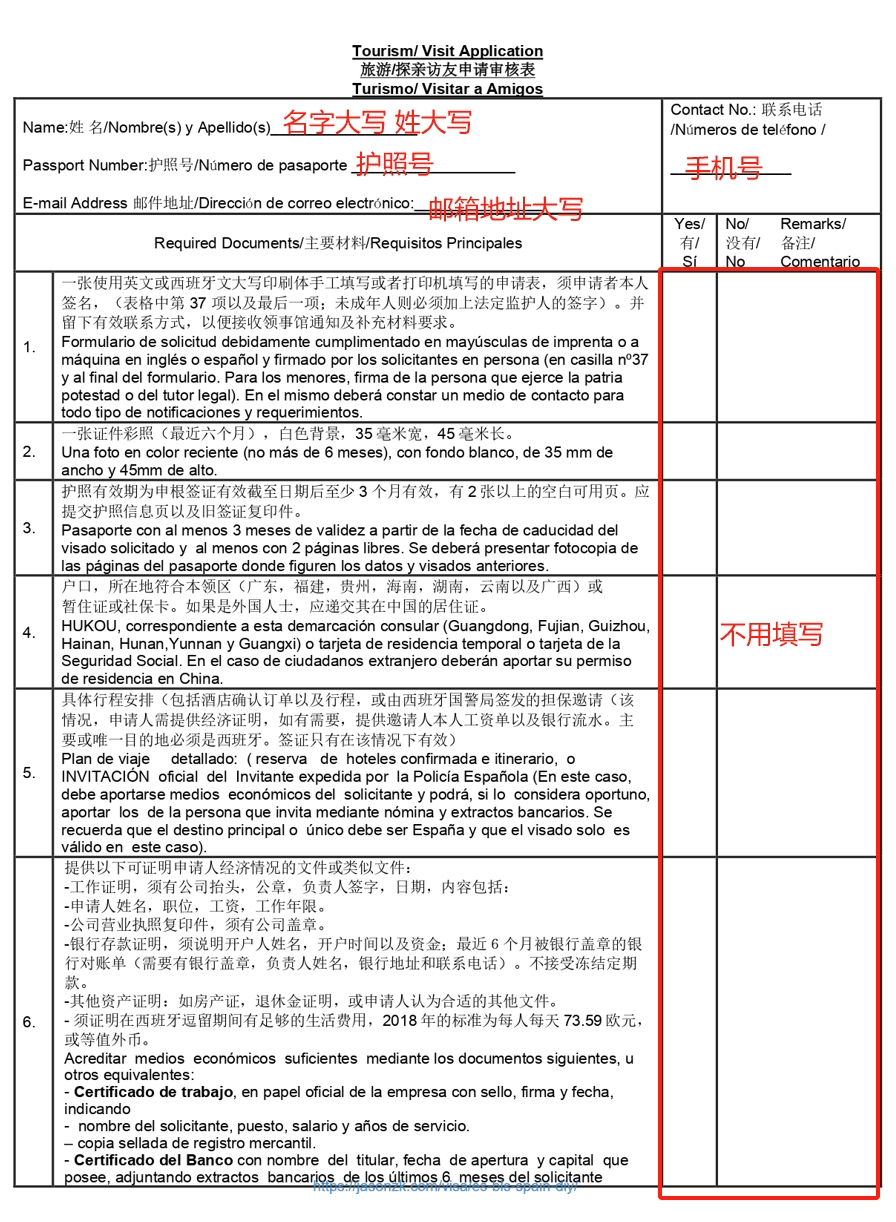 Tourism/ Visit Application
旅游/探亲访友申请审核表
Turismo/ Visitar a Amigos
Name:姓 名/Nombre(s) y Apellido(s) 名字大写 姓大写
Passport Number:护照号/Número de pasaporte 护照号
E-mail Address 邮件地址/Dirección de correo electrónico: 邮箱地址大写
Contact No.: 联系电话
/Números de teléfono /
手机号
Required Documents/主要材料/Requisitos Principales
Yes/
有/
Sí
No/
没有/
No
Remarks/
备注/
Comentario
1.
一张使用英文或西班牙文大写印刷体手工填写或者打印机填写的申请表，须申请者本人
签名，（表格中第 37 项以及最后一项；未成年人则必须加上法定监护人的签字）。并
留下有效联系方式，以便接收领事馆通知及补充材料要求。
Formulario de solicitud debidamente cumplimentado en mayúsculas de imprenta o a
máquina en inglés o español y firmado por los solicitantes en persona (en casilla nº37
y al final del formulario. Para los menores, firma de la persona que ejerce la patria
potestad o del tutor legal). En el mismo deberá constar un medio de contacto para
todo tipo de notificaciones y requerimientos.
2.
一张证件彩照（最近六个月），白色背景，35 毫米宽，45 毫米长。
Una foto en color reciente (no más de 6 meses), con fondo blanco, de 35 mm de
ancho y 45mm de alto.
3.
护照有效期为申根签证有效截至日期后至少 3 个月有效，有 2 张以上的空白可用页。应
提交护照信息页以及旧签证复印件。
Pasaporte con al menos 3 meses de validez a partir de la fecha de caducidad del
visado solicitado y al menos con 2 páginas libres. Se deberá presentar fotocopia de
las páginas del pasaporte donde figuren los datos y visados anteriores.
4.
户口，所在地符合本领区（广东，福建，贵州，海南，湖南，云南以及广西）或
暂住证或社保卡。如果是外国人士，应递交其在中国的居住证。
HUKOU, correspondiente a esta demarcación consular (Guangdong, Fujian, Guizhou,
Hainan, Hunan,Yunnan y Guangxi) o tarjeta de residencia temporal o tarjeta de la
Seguridad Social. En el caso de ciudadanos extranjero deberán aportar su permiso
de residencia en China.
不用填写
5.
具体行程安排（包括酒店确认订单以及行程，或由西班牙国警局签发的担保邀请（该
情况，申请人需提供经济证明，如有需要，提供邀请人本人工资单以及银行流水。主
要或唯一目的地必须是西班牙。签证只有在该情况下有效）
Plan de viaje detallado: ( reserva de hoteles confirmada e itinerario, o
INVITACIÓN oficial del Invitante expedida por la Policía Española (En este caso,
debe aportarse medios económicos del solicitante y podrá, si lo considera oportuno,
aportar los de la persona que invita mediante nómina y extractos bancarios. Se
recuerda que el destino principal o único debe ser España y que el visado solo es
válido en este caso).
6.
提供以下可证明申请人经济情况的文件或类似文件：
-工作证明，须有公司抬头，公章，负责人签字，日期，内容包括：
-申请人姓名，职位，工资，工作年限。
-公司营业执照复印件，须有公司盖章。
-银行存款证明，须说明开户人姓名，开户时间以及资金；最近 6 个月被银行盖章的银
行对账单（需要有银行盖章，负责人姓名，银行地址和联系电话）。不接受冻结定期
款。
-其他资产证明：如房产证，退休金证明，或申请人认为合适的其他文件。
- 须证明在西班牙逗留期间有足够的生活费用，2018 年的标准为每人每天 73.59 欧元，
或等值外币。
Acreditar medios económicos suficientes mediante los documentos siguientes, u
otros equivalentes:
- Certificado de trabajo, en papel oficial de la empresa con sello, firma y fecha,
indicando
- nombre del solicitante, puesto, salario y años de servicio.
– copia sellada de registro mercantil.
- Certificado del Banco con nombre del titular, fecha de apertura y capital que
posee, adjuntando extractos bancarios de los últimos 6 meses del solicitante